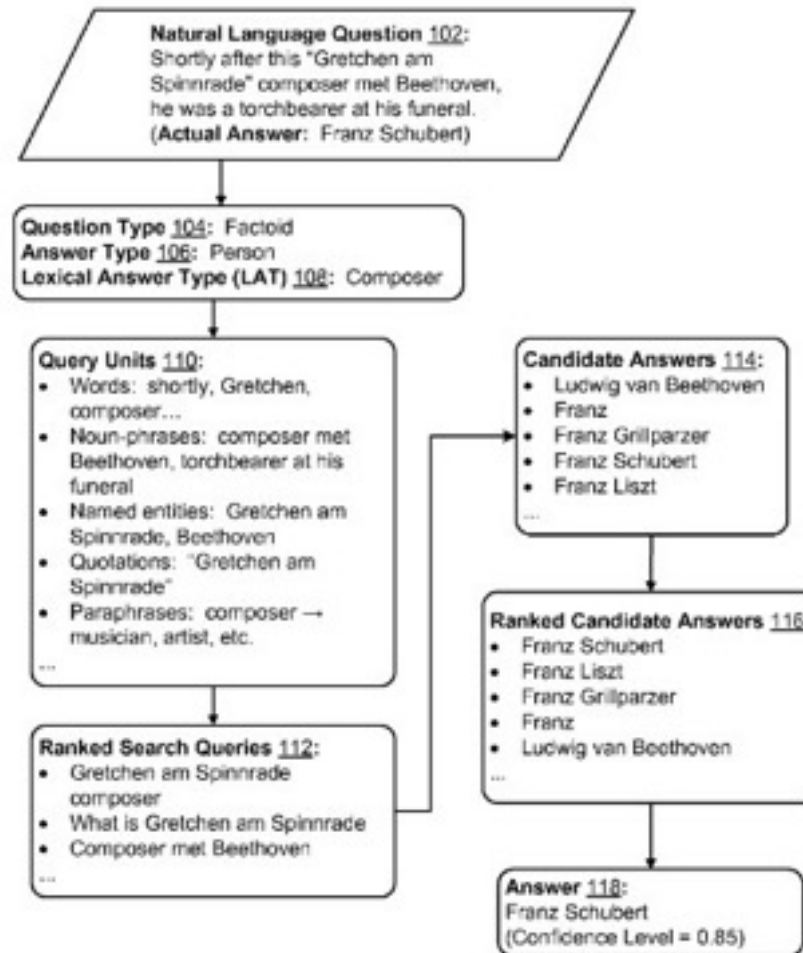 Natural Language Question 102:
Shortly after this "Gretchen am
Spinnrade" composer met Beethoven,
he was a torchbearer at his funeral.
(Actual Answer: Franz Schubert)
Question Type 104: Factoid
Answer Type 106: Person
Lexical Answer Type (LAT) 108: Composer
Query Units 110:
• Words: shortly, Gretchen,
composer...
• Noun-phrases: composer met
Beethoven, torchbearer at his
funeral
• Named entities: Gretchen am
Spinnrade, Beethoven
• Quotations: "Gretchen am
Spinnrade"
• Paraphrases: composer →
musician, artist, etc.
...
Ranked Search Queries 112:
• Gretchen am Spinnrade
composer
• What is Gretchen am Spinnrade
• Composer met Beethoven
...
Candidate Answers 114:
• Ludwig van Beethoven
• Franz
• Franz Grillparzer
• Franz Schubert
• Franz Liszt
...
Ranked Candidate Answers 116
• Franz Schubert
• Franz Liszt
• Franz Grillparzer
• Franz
• Ludwig van Beethoven
...
Answer 118:
Franz Schubert
(Confidence Level = 0.85)